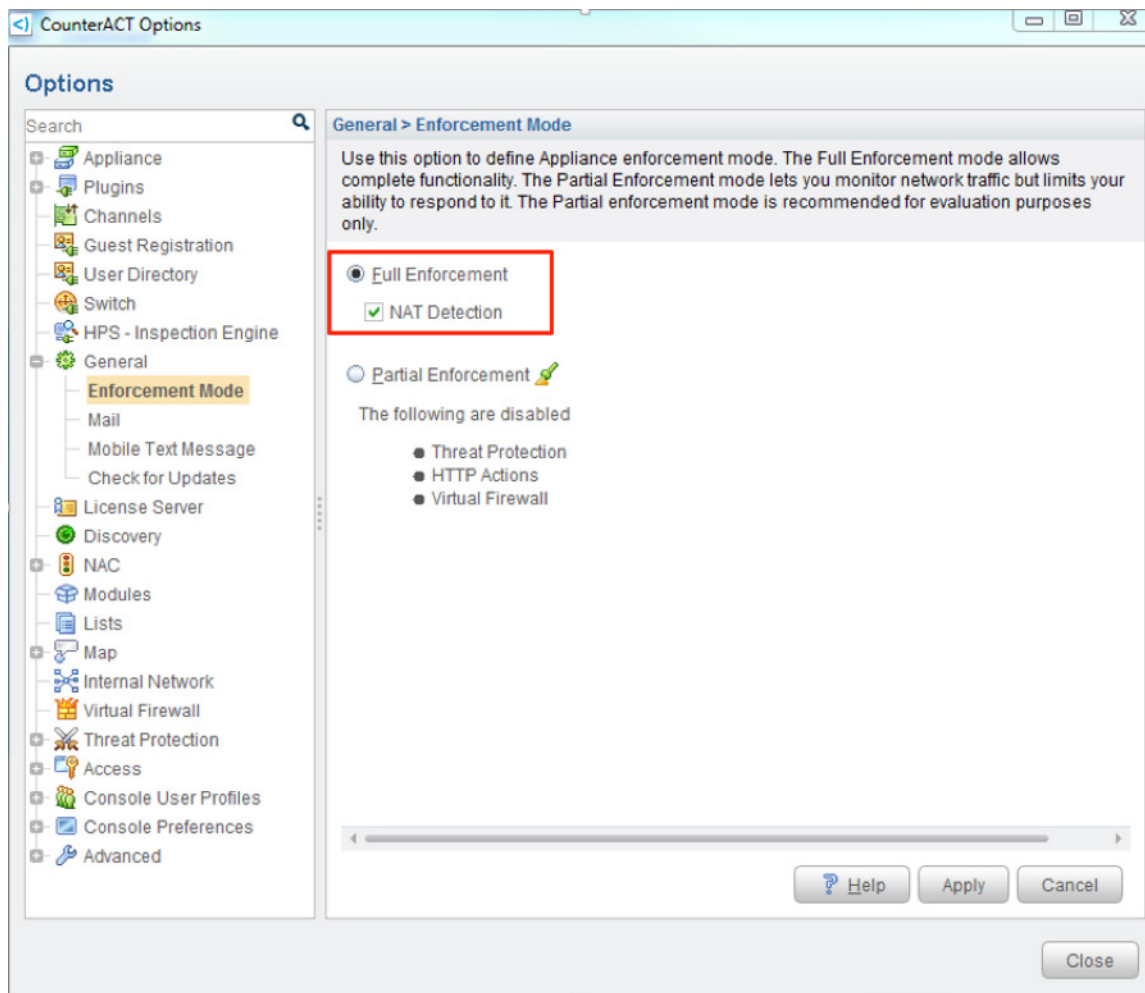 CounterACT Options
Options
Search
Appliance
Plugins
Channels
Guest Registration
User Directory
Switch
HPS - Inspection Engine
General
Enforcement Mode
Mail
Mobile Text Message
Check for Updates
License Server
Discovery
NAC
Modules
Lists
Map
Internal Network
Virtual Firewall
Threat Protection
Access
Console User Profiles
Console Preferences
Advanced
General > Enforcement Mode
Use this option to define Appliance enforcement mode. The Full Enforcement mode allows
complete functionality. The Partial Enforcement mode lets you monitor network traffic but limits your
ability to respond to it. The Partial enforcement mode is recommended for evaluation purposes
only.
Full Enforcement
NAT Detection
Partial Enforcement
The following are disabled
Threat Protection
HTTP Actions
Virtual Firewall
Help
Apply
Cancel
Close